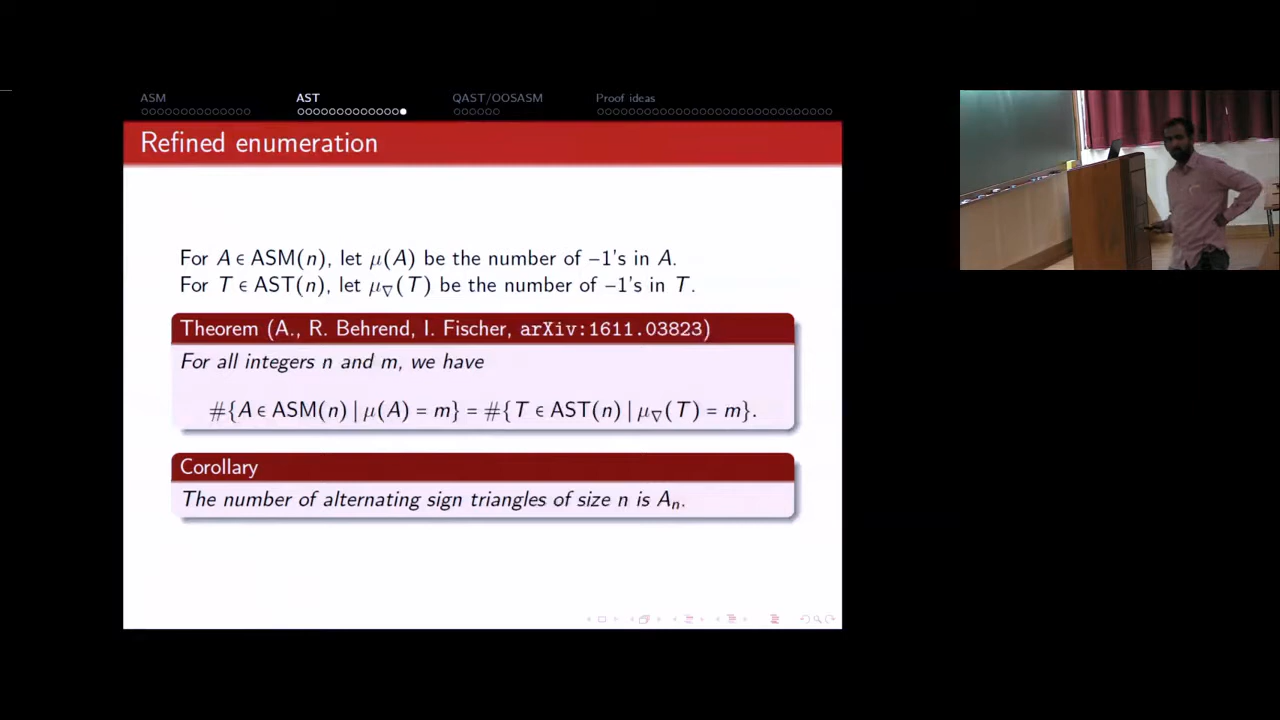 ASM AST QAST/OOSASM Proof ideas
Refined enumeration
For A ∈ ASM(n), let μ(A) be the number of −1's in A.
For T ∈ AST(n), let μ∇(T) be the number of −1's in T.
Theorem (A., R. Behrend, I. Fischer, arXiv:1611.03823)
For all integers n and m, we have
#{A ∈ ASM(n) | μ(A) = m} = #{T ∈ AST(n) | μ∇(T) = m}.
Corollary
The number of alternating sign triangles of size n is Aₙ.